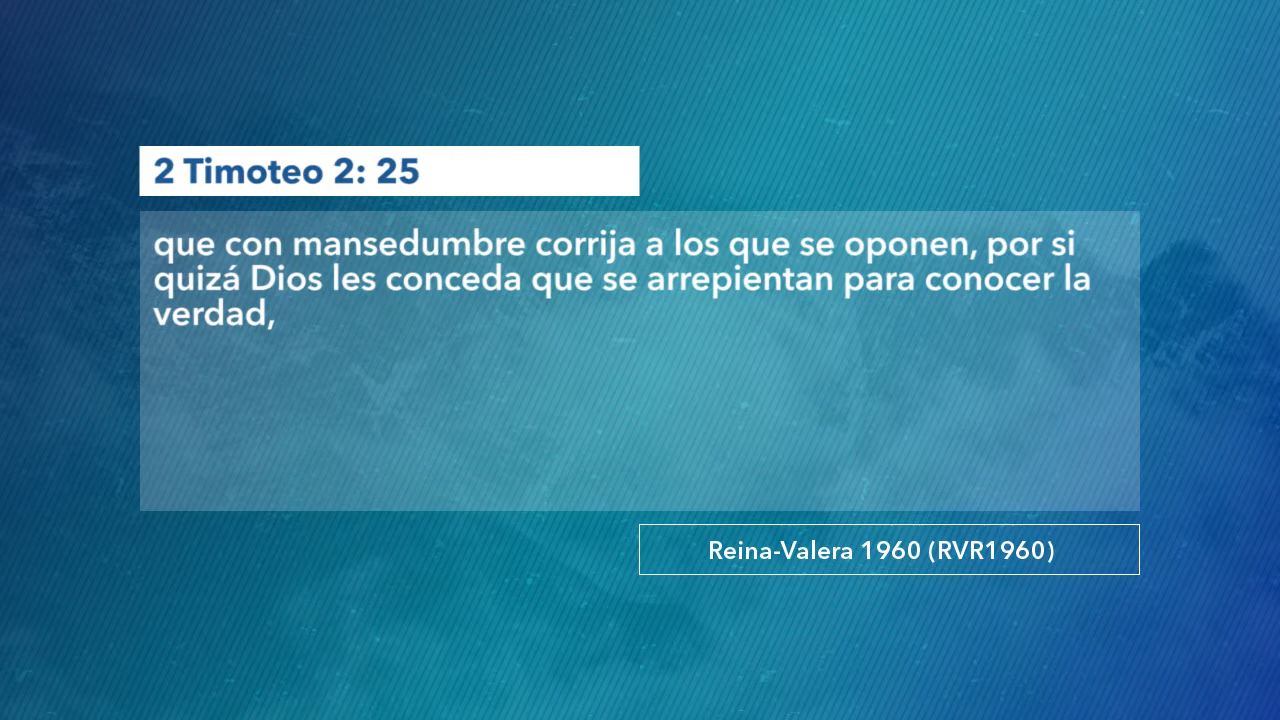 2 Timoteo 2: 25
que con mansedumbre corrija a los que se oponen, por si
quizá Dios les conceda que se arrepientan para conocer la
verdad,
Reina-Valera 1960 (RVR1960)